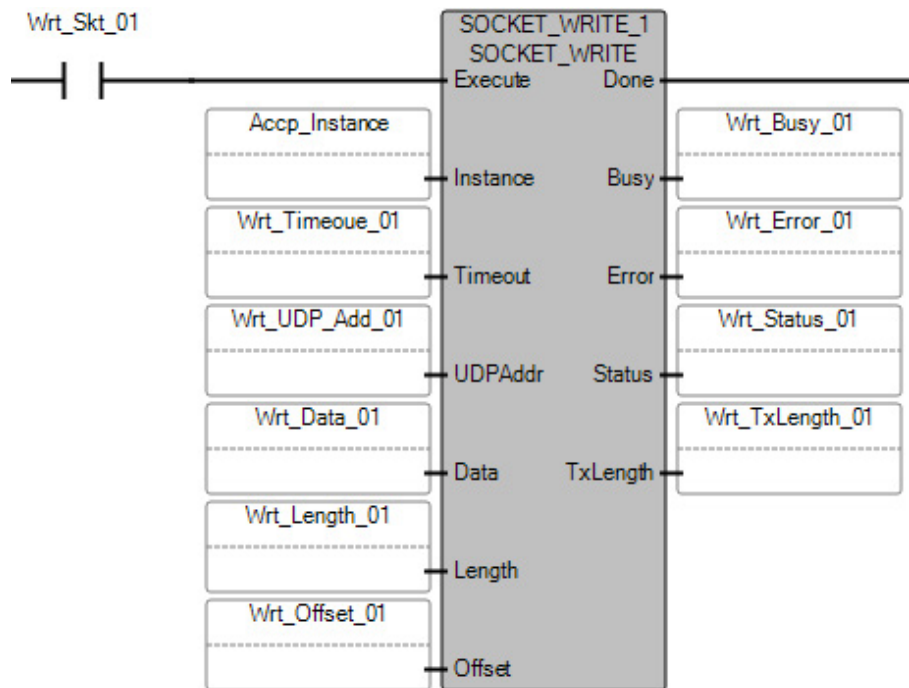 Wrt_Skt_01
SOCKET_WRITE_1
SOCKET_WRITE
Execute Done
Accp_Instance
Wrt_Busy_01
Instance Busy
Wrt_Timeoue_01
Wrt_Error_01
Timeout Error
Wrt_UDP_Add_01
Wrt_Status_01
UDPAddr Status
Wrt_Data_01
Wrt_TxLength_01
Data TxLength
Wrt_Length_01
Length
Wrt_Offset_01
Offset